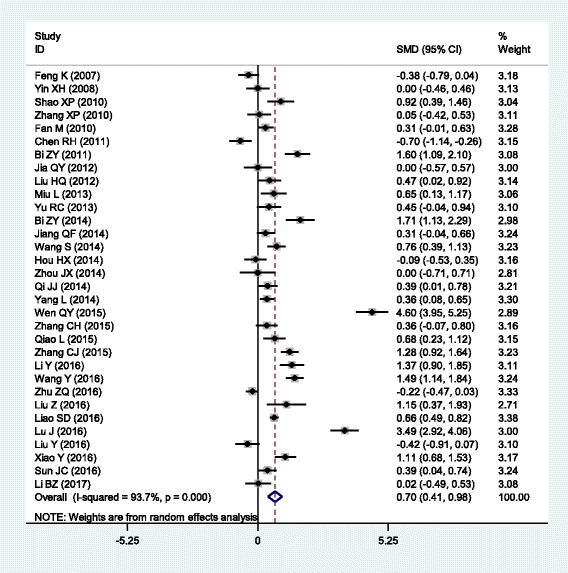 Study %
ID SMD (95% CI) Weight
Feng K (2007) -0.38 (-0.79, 0.04) 3.18
Yin XH (2008) 0.00 (-0.46, 0.46) 3.13
Shao XP (2010) 0.92 (0.39, 1.46) 3.04
Zhang XP (2010) 0.05 (-0.42, 0.53) 3.11
Fan M (2010) 0.31 (-0.01, 0.63) 3.28
Chen RH (2011) -0.70 (-1.14, -0.26) 3.15
Bi ZY (2011) 1.60 (1.09, 2.10) 3.08
Jia QY (2012) 0.00 (-0.57, 0.57) 3.00
Liu HQ (2012) 0.47 (0.02, 0.92) 3.14
Miu L (2013) 0.65 (0.13, 1.17) 3.06
Yu RC (2013) 0.45 (-0.04, 0.94) 3.10
Bi ZY (2014) 1.71 (1.13, 2.29) 2.98
Jiang QF (2014) 0.31 (-0.04, 0.66) 3.24
Wang S (2014) 0.76 (0.39, 1.13) 3.23
Hou HX (2014) -0.09 (-0.53, 0.35) 3.16
Zhou JX (2014) 0.00 (-0.71, 0.71) 2.81
Qi JJ (2014) 0.39 (0.01, 0.78) 3.21
Yang L (2014) 0.36 (0.08, 0.65) 3.30
Wen QY (2015) 4.60 (3.95, 5.25) 2.89
Zhang CH (2015) 0.36 (-0.07, 0.80) 3.16
Qiao L (2015) 0.68 (0.23, 1.12) 3.15
Zhang CJ (2015) 1.28 (0.92, 1.64) 3.23
Li Y (2016) 1.37 (0.90, 1.85) 3.11
Wang Y (2016) 1.49 (1.14, 1.84) 3.24
Zhu ZQ (2016) -0.22 (-0.47, 0.03) 3.33
Liu Z (2016) 1.15 (0.37, 1.93) 2.71
Liao SD (2016) 0.66 (0.49, 0.82) 3.38
Lu J (2016) 3.49 (2.92, 4.06) 3.00
Liu Y (2016) -0.42 (-0.91, 0.07) 3.10
Xiao Y (2016) 1.11 (0.68, 1.53) 3.17
Sun JC (2016) 0.39 (0.04, 0.74) 3.24
Li BZ (2017) 0.02 (-0.49, 0.53) 3.08
Overall (I-squared = 93.7%, p = 0.000) 0.70 (0.41, 0.98) 100.00
NOTE: Weights are from random effects analysis
-5.25 0 5.25